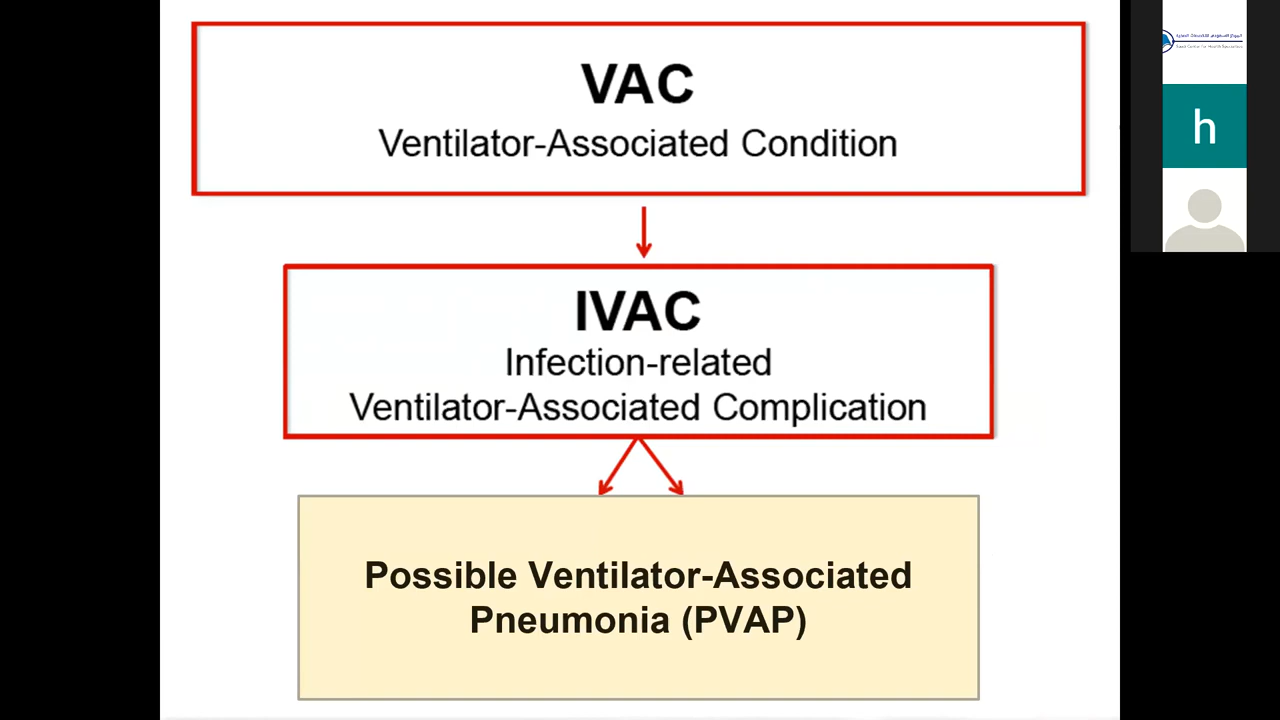 VAC
Ventilator-Associated Condition
IVAC
Infection-related
Ventilator-Associated Complication
Possible Ventilator-Associated
Pneumonia (PVAP)
h